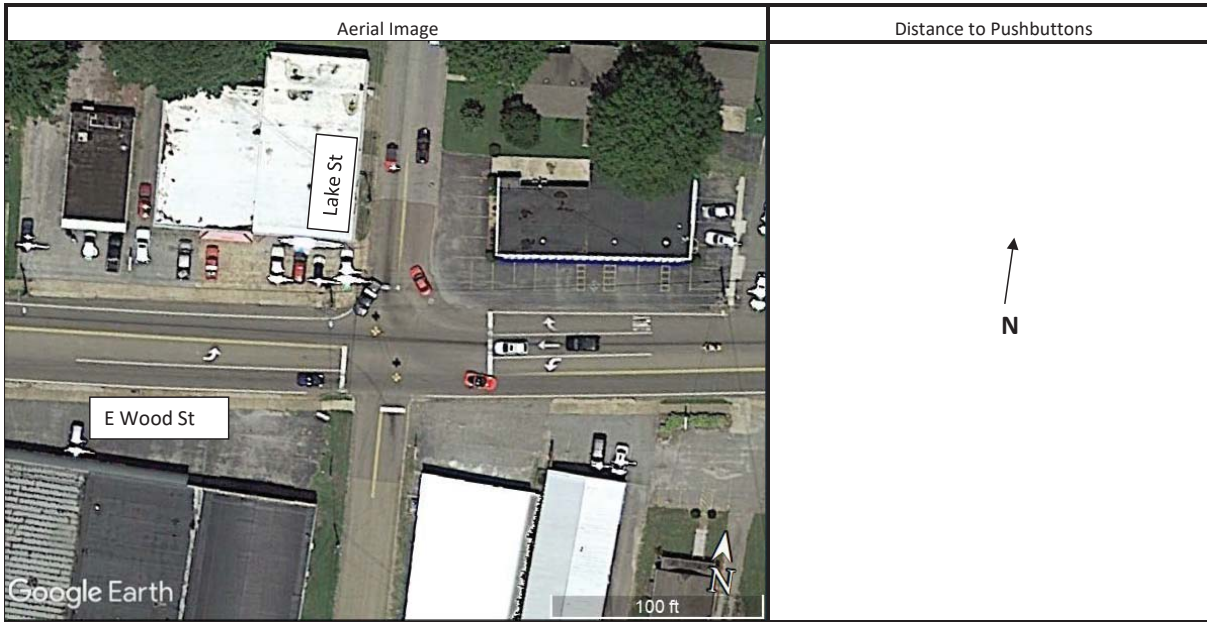 Aerial Image
Distance to Pushbuttons
Lake St
N
E Wood St
N
Google Earth
100 ft